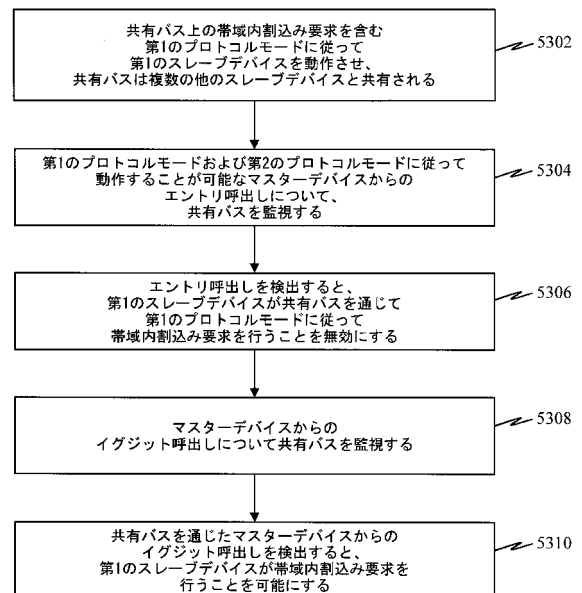 共有バス上の帯域内割込み要求を含む
第1のプロトコルモードに従って
第1のスレーブデバイスを動作させ、
共有バスは複数の他のスレーブデバイスと共有される
5302
第1のプロトコルモードおよび第2のプロトコルモードに従って
動作することが可能なマスターデバイスからの
エントリ呼出しについて、
共有バスを監視する
5304
エントリ呼出しを検出すると、
第1のスレーブデバイスが共有バスを通じて
第1のプロトコルモードに従って
帯域内割込み要求を行うことを無効にする
5306
マスターデバイスからの
イグジット呼出しについて共有バスを監視する
5308
共有バスを通じたマスターデバイスからの
イグジット呼出しを検出すると、
第1のスレーブデバイスが帯域内割込み要求を
行うことを可能にする
5310